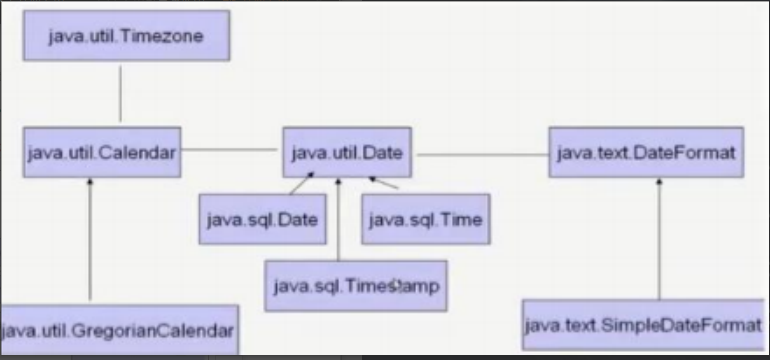 java.util.Timezone
java.util.Calendar
java.util.Date
java.text.DateFormat
java.sql.Date
java.sql.Time
java.sql.Timestamp
java.util.GregorianCalendar
java.text.SimpleDateFormat